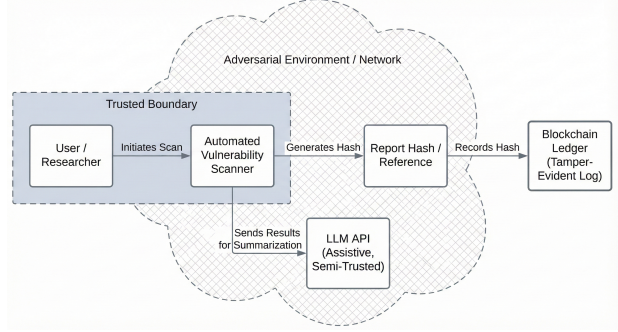 Adversarial Environment / Network
Trusted Boundary
User /
Researcher
Initiates Scan
Automated
Vulnerability
Scanner
Generates Hash
Report Hash /
Reference
Records Hash
Blockchain
Ledger
(Tamper-
Evident Log)
Sends Results
for Summarization
LLM API
(Assistive,
Semi-Trusted)